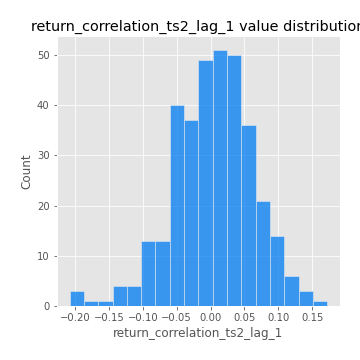 return_correlation_ts2_lag_1 value distribution
50
40
30
20
10
0
Count
−0.20 −0.15 −0.10 −0.05 0.00 0.05 0.10 0.15
return_correlation_ts2_lag_1